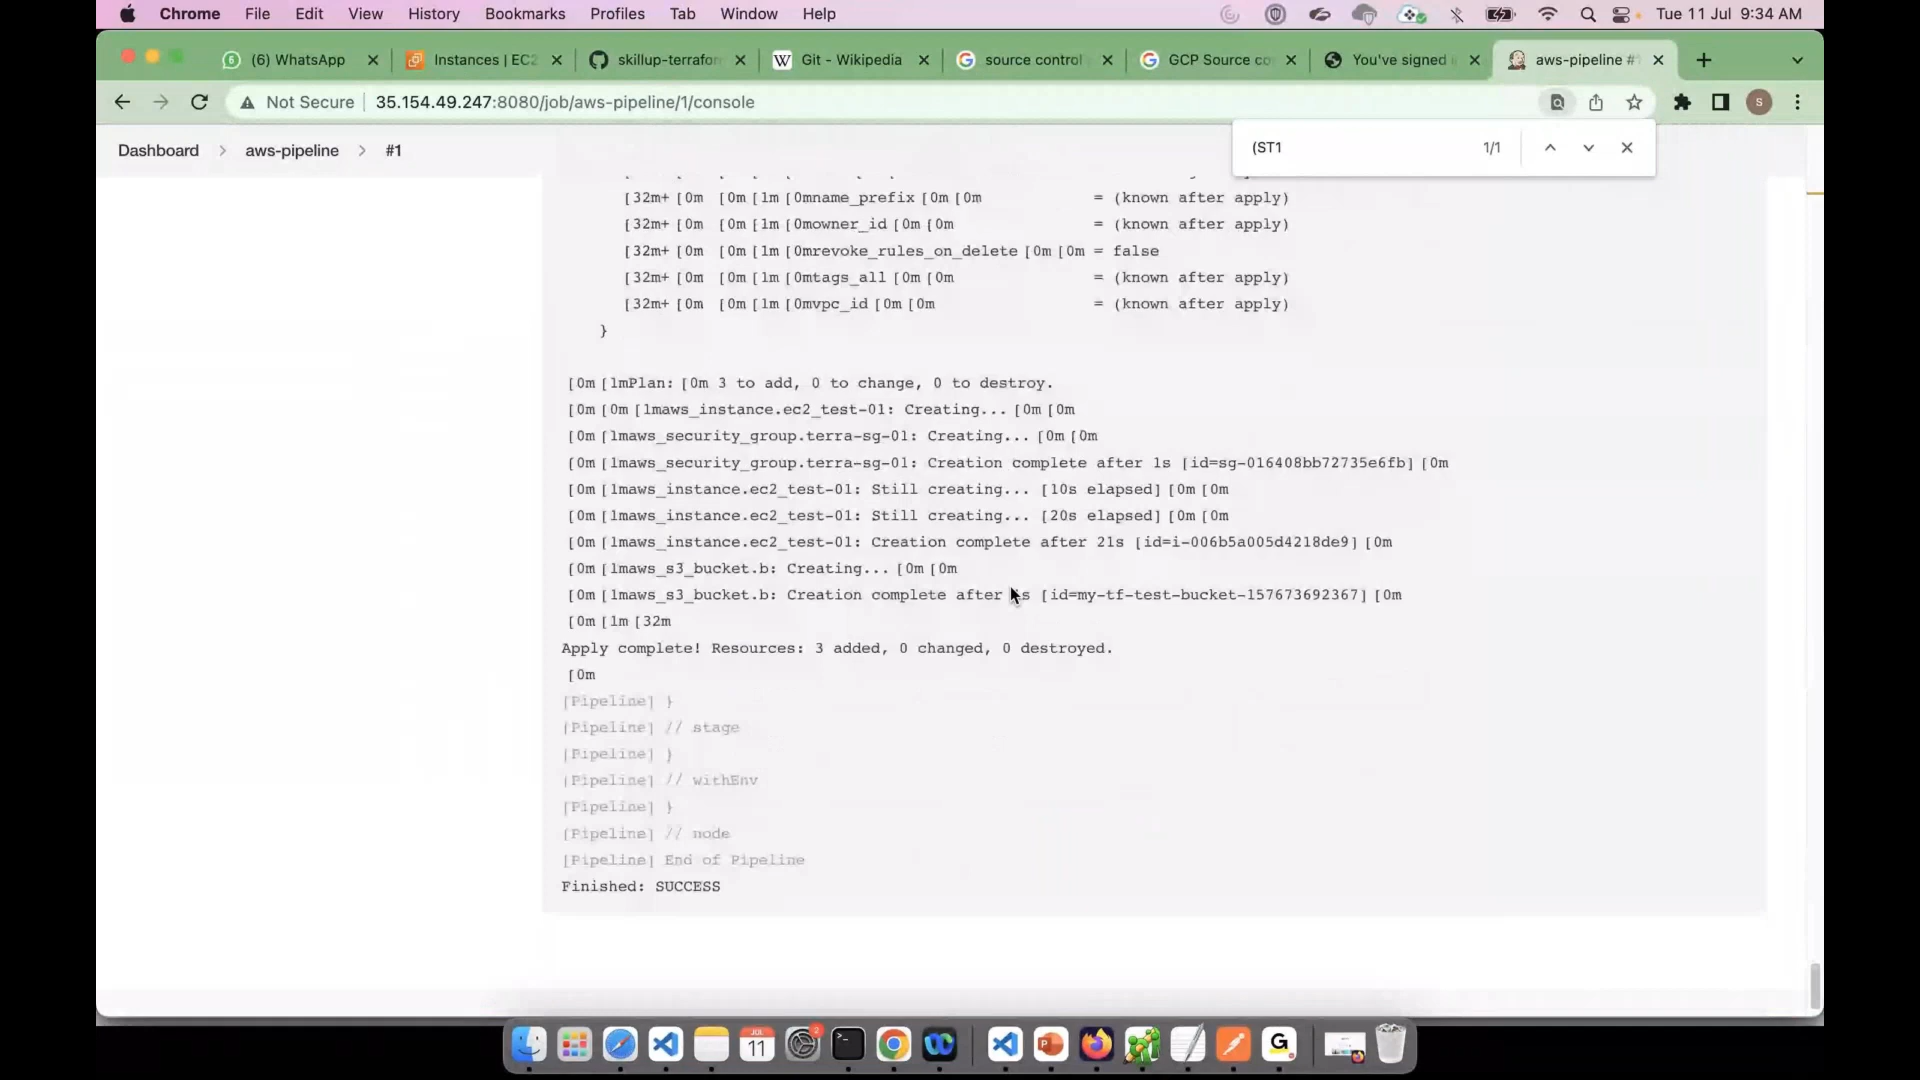 Chrome File Edit View History Bookmarks Profiles Tab Window Help Tue 11 Jul 9:34 AM
(6) WhatsApp Instances | EC2 skillup-terrafor Git - Wikipedia source control GCP Source co You've signed i aws-pipeline #
Not Secure 35.154.49.247:8080/job/aws-pipeline/1/console S
(ST1 1/1
Dashboard > aws-pipeline > #1
[32m+ [0m [0m [1m [0mname_prefix [0m [0m = (known after apply)
[32m+ [0m [0m [1m [0mowner_id [0m [0m = (known after apply)
[32m+ [0m [0m [1m [0mrevoke_rules_on_delete [0m [0m = false
[32m+ [0m [0m [1m [0mtags_all [0m [0m = (known after apply)
[32m+ [0m [0m [1m [0mvpc_id [0m [0m = (known after apply)
}
[0m [1mPlan: [0m 3 to add, 0 to change, 0 to destroy.
[0m [0m [1maws_instance.ec2_test-01: Creating... [0m [0m
[0m [1maws_security_group.terra-sg-01: Creating... [0m [0m
[0m [1maws_security_group.terra-sg-01: Creation complete after 1s [id=sg-016408bb72735e6fb] [0m
[0m [1maws_instance.ec2_test-01: Still creating... [10s elapsed] [0m [0m
[0m [1maws_instance.ec2_test-01: Still creating... [20s elapsed] [0m [0m
[0m [1maws_instance.ec2_test-01: Creation complete after 21s [id=i-006b5a005d4218de9] [0m
[0m [1maws_s3_bucket.b: Creating... [0m [0m
[0m [1maws_s3_bucket.b: Creation complete after s [id=my-tf-test-bucket-157673692367] [0m
[0m [1m [32m
Apply complete! Resources: 3 added, 0 changed, 0 destroyed.
[0m
[Pipeline] }
[Pipeline] // stage
[Pipeline] }
[Pipeline] // withEnv
[Pipeline] }
[Pipeline] // node
[Pipeline] End of Pipeline
Finished: SUCCESS
JUL
11
2